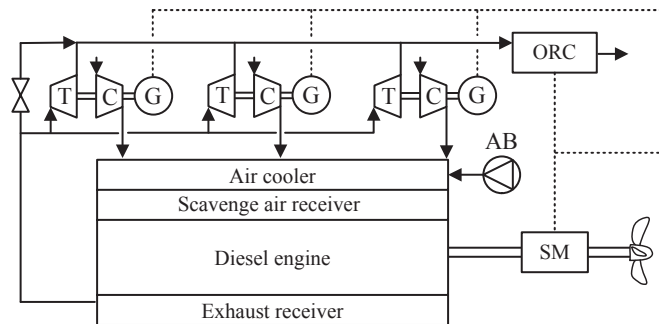 ORC
T C G T C G T C G
AB
Air cooler
Scavenge air receiver
Diesel engine
SM
Exhaust receiver